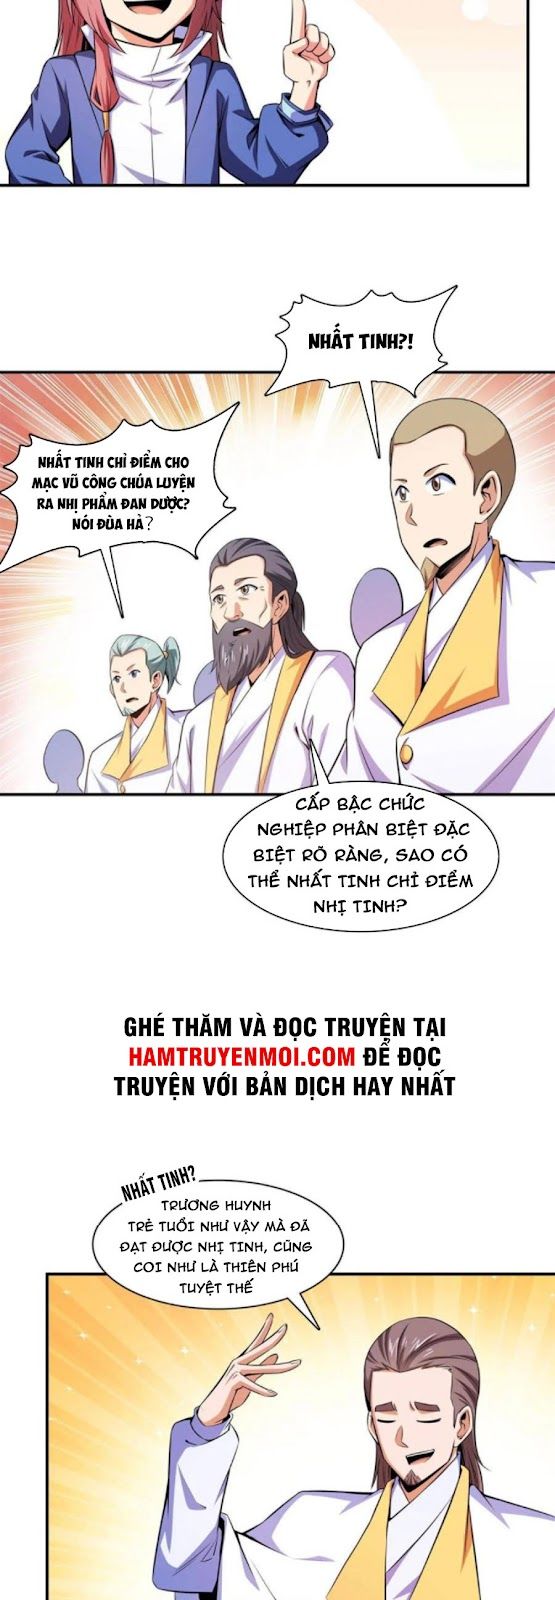 NHẤT TINH?!
NHẤT TINH CHỈ ĐIỂM CHO
MẠC VŨ CÔNG CHÚA LUYỆN
RA NHỊ PHẨM ĐAN DƯỢC?
NÓI ĐÙA HẢ?
CẤP BẬC CHỨC
NGHIỆP PHÂN BIỆT ĐẶC
BIỆT RÕ RÀNG, SAO CÓ
THỂ NHẤT TINH CHỈ ĐIỂM
NHỊ TINH?
GHÉ THĂM VÀ ĐỌC TRUYỆN TẠI
HAMTRUYENMOI.COM ĐỂ ĐỌC
TRUYỆN VỚI BẢN DỊCH HAY NHẤT
NHẤT TINH?
TRƯƠNG HUYNH
TRẺ TUỔI NHƯ VẬY MÀ ĐÃ
ĐẠT ĐƯỢC NHỊ TINH, CŨNG
COI NHƯ LÀ THIÊN PHÚ
TUYỆT THẾ